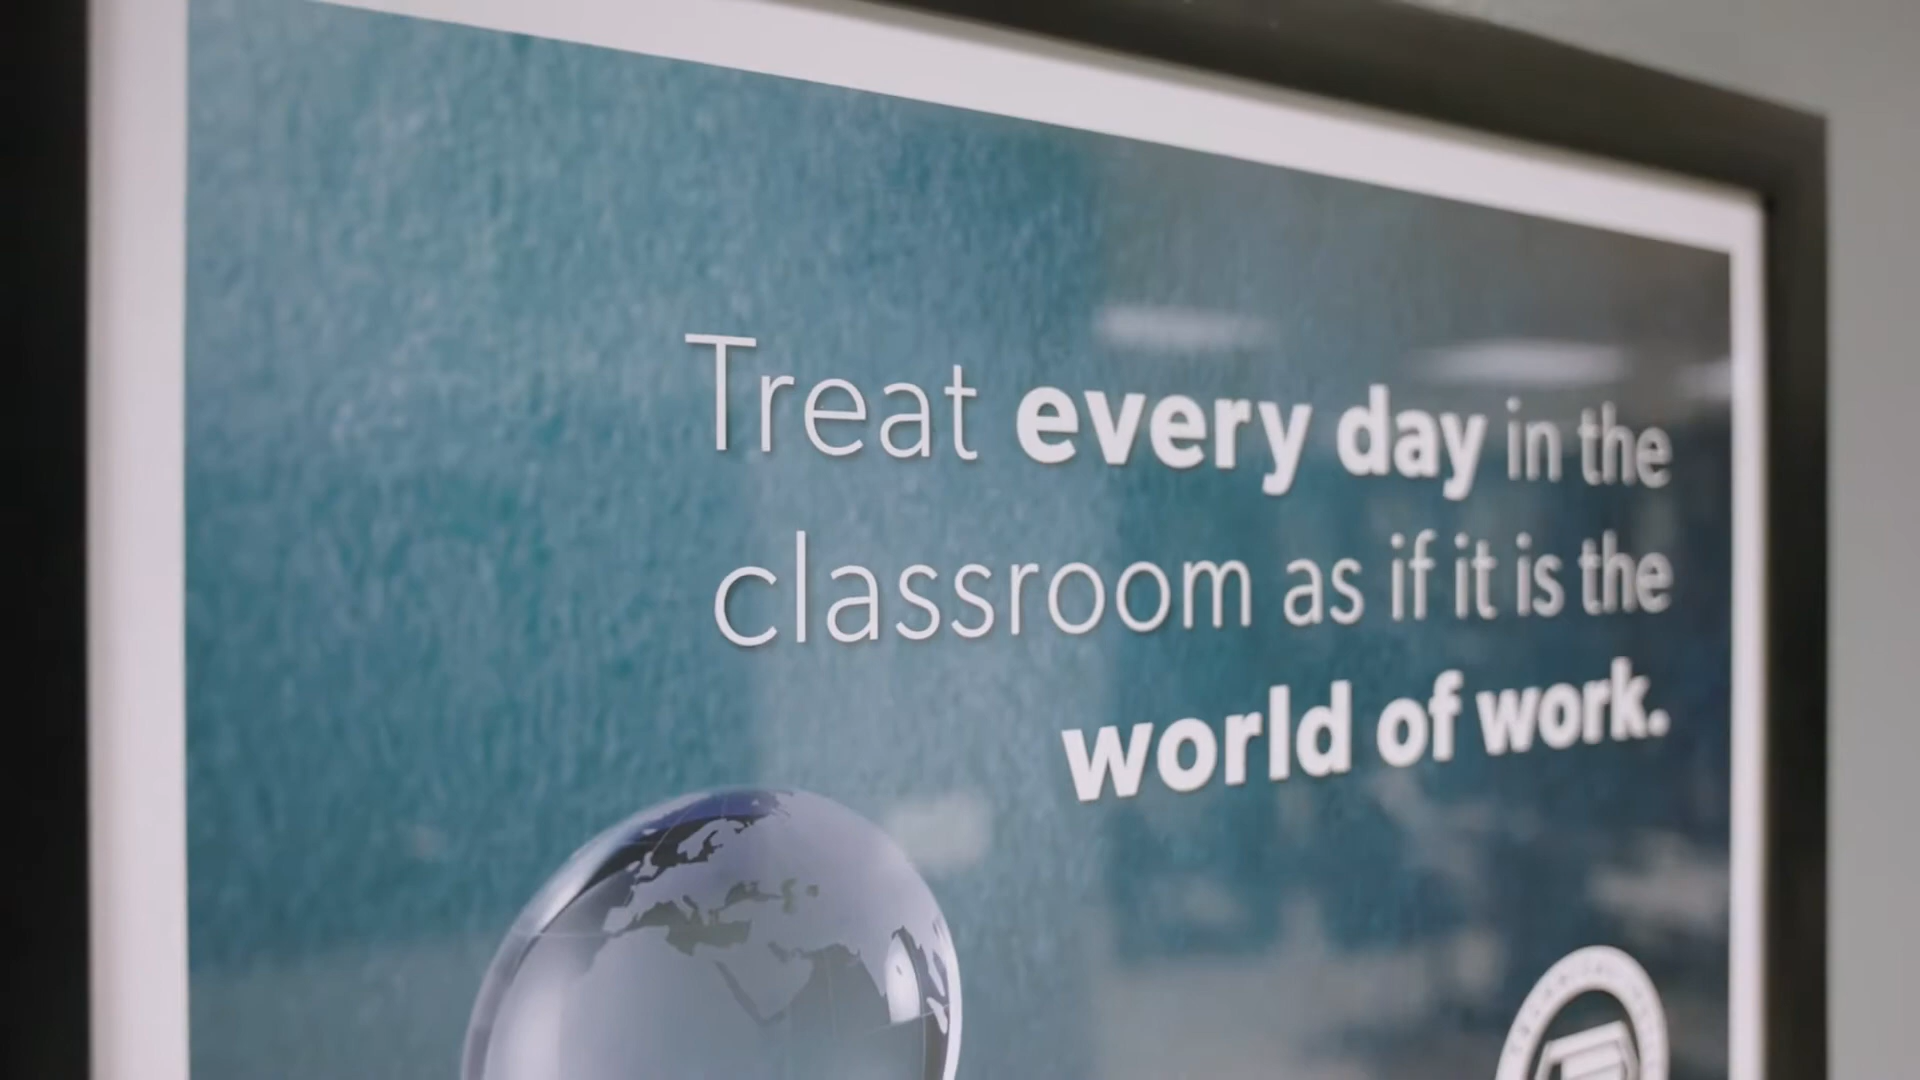 Treat every day in the
classroom as if it is the
world of work.